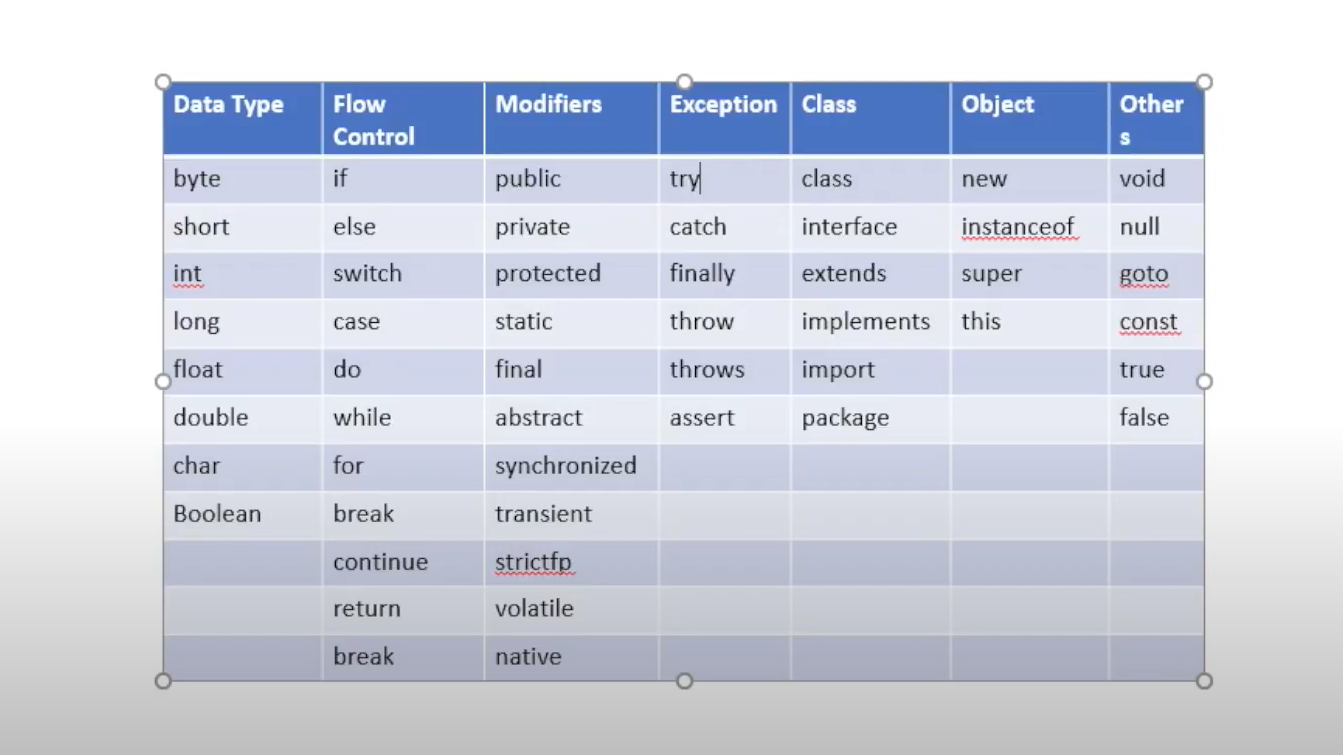 Data Type Flow Control Modifiers Exception Class Object Others
byte if public try class new void
short else private catch interface instanceof null
int switch protected finally extends super goto
long case static throw implements this const
float do final throws import true
double while abstract assert package false
char for synchronized
Boolean break transient
continue strictfp
return volatile
break native